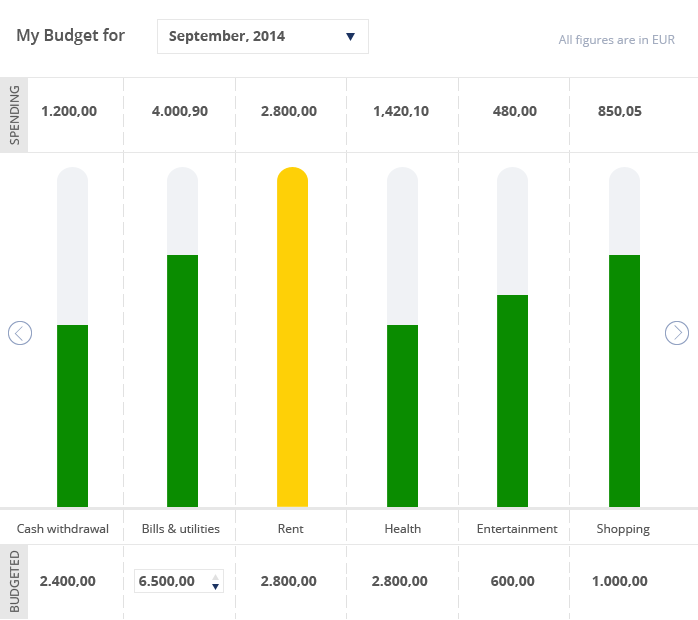 My Budget for
September, 2014
All figures are in EUR
SPENDING
1.200,00
4.000,90
2.800,00
1,420,10
480,00
850,05
Cash withdrawal
Bills & utilities
Rent
Health
Entertainment
Shopping
BUDGETED
2.400,00
6.500,00
2.800,00
2.800,00
600,00
1.000,00